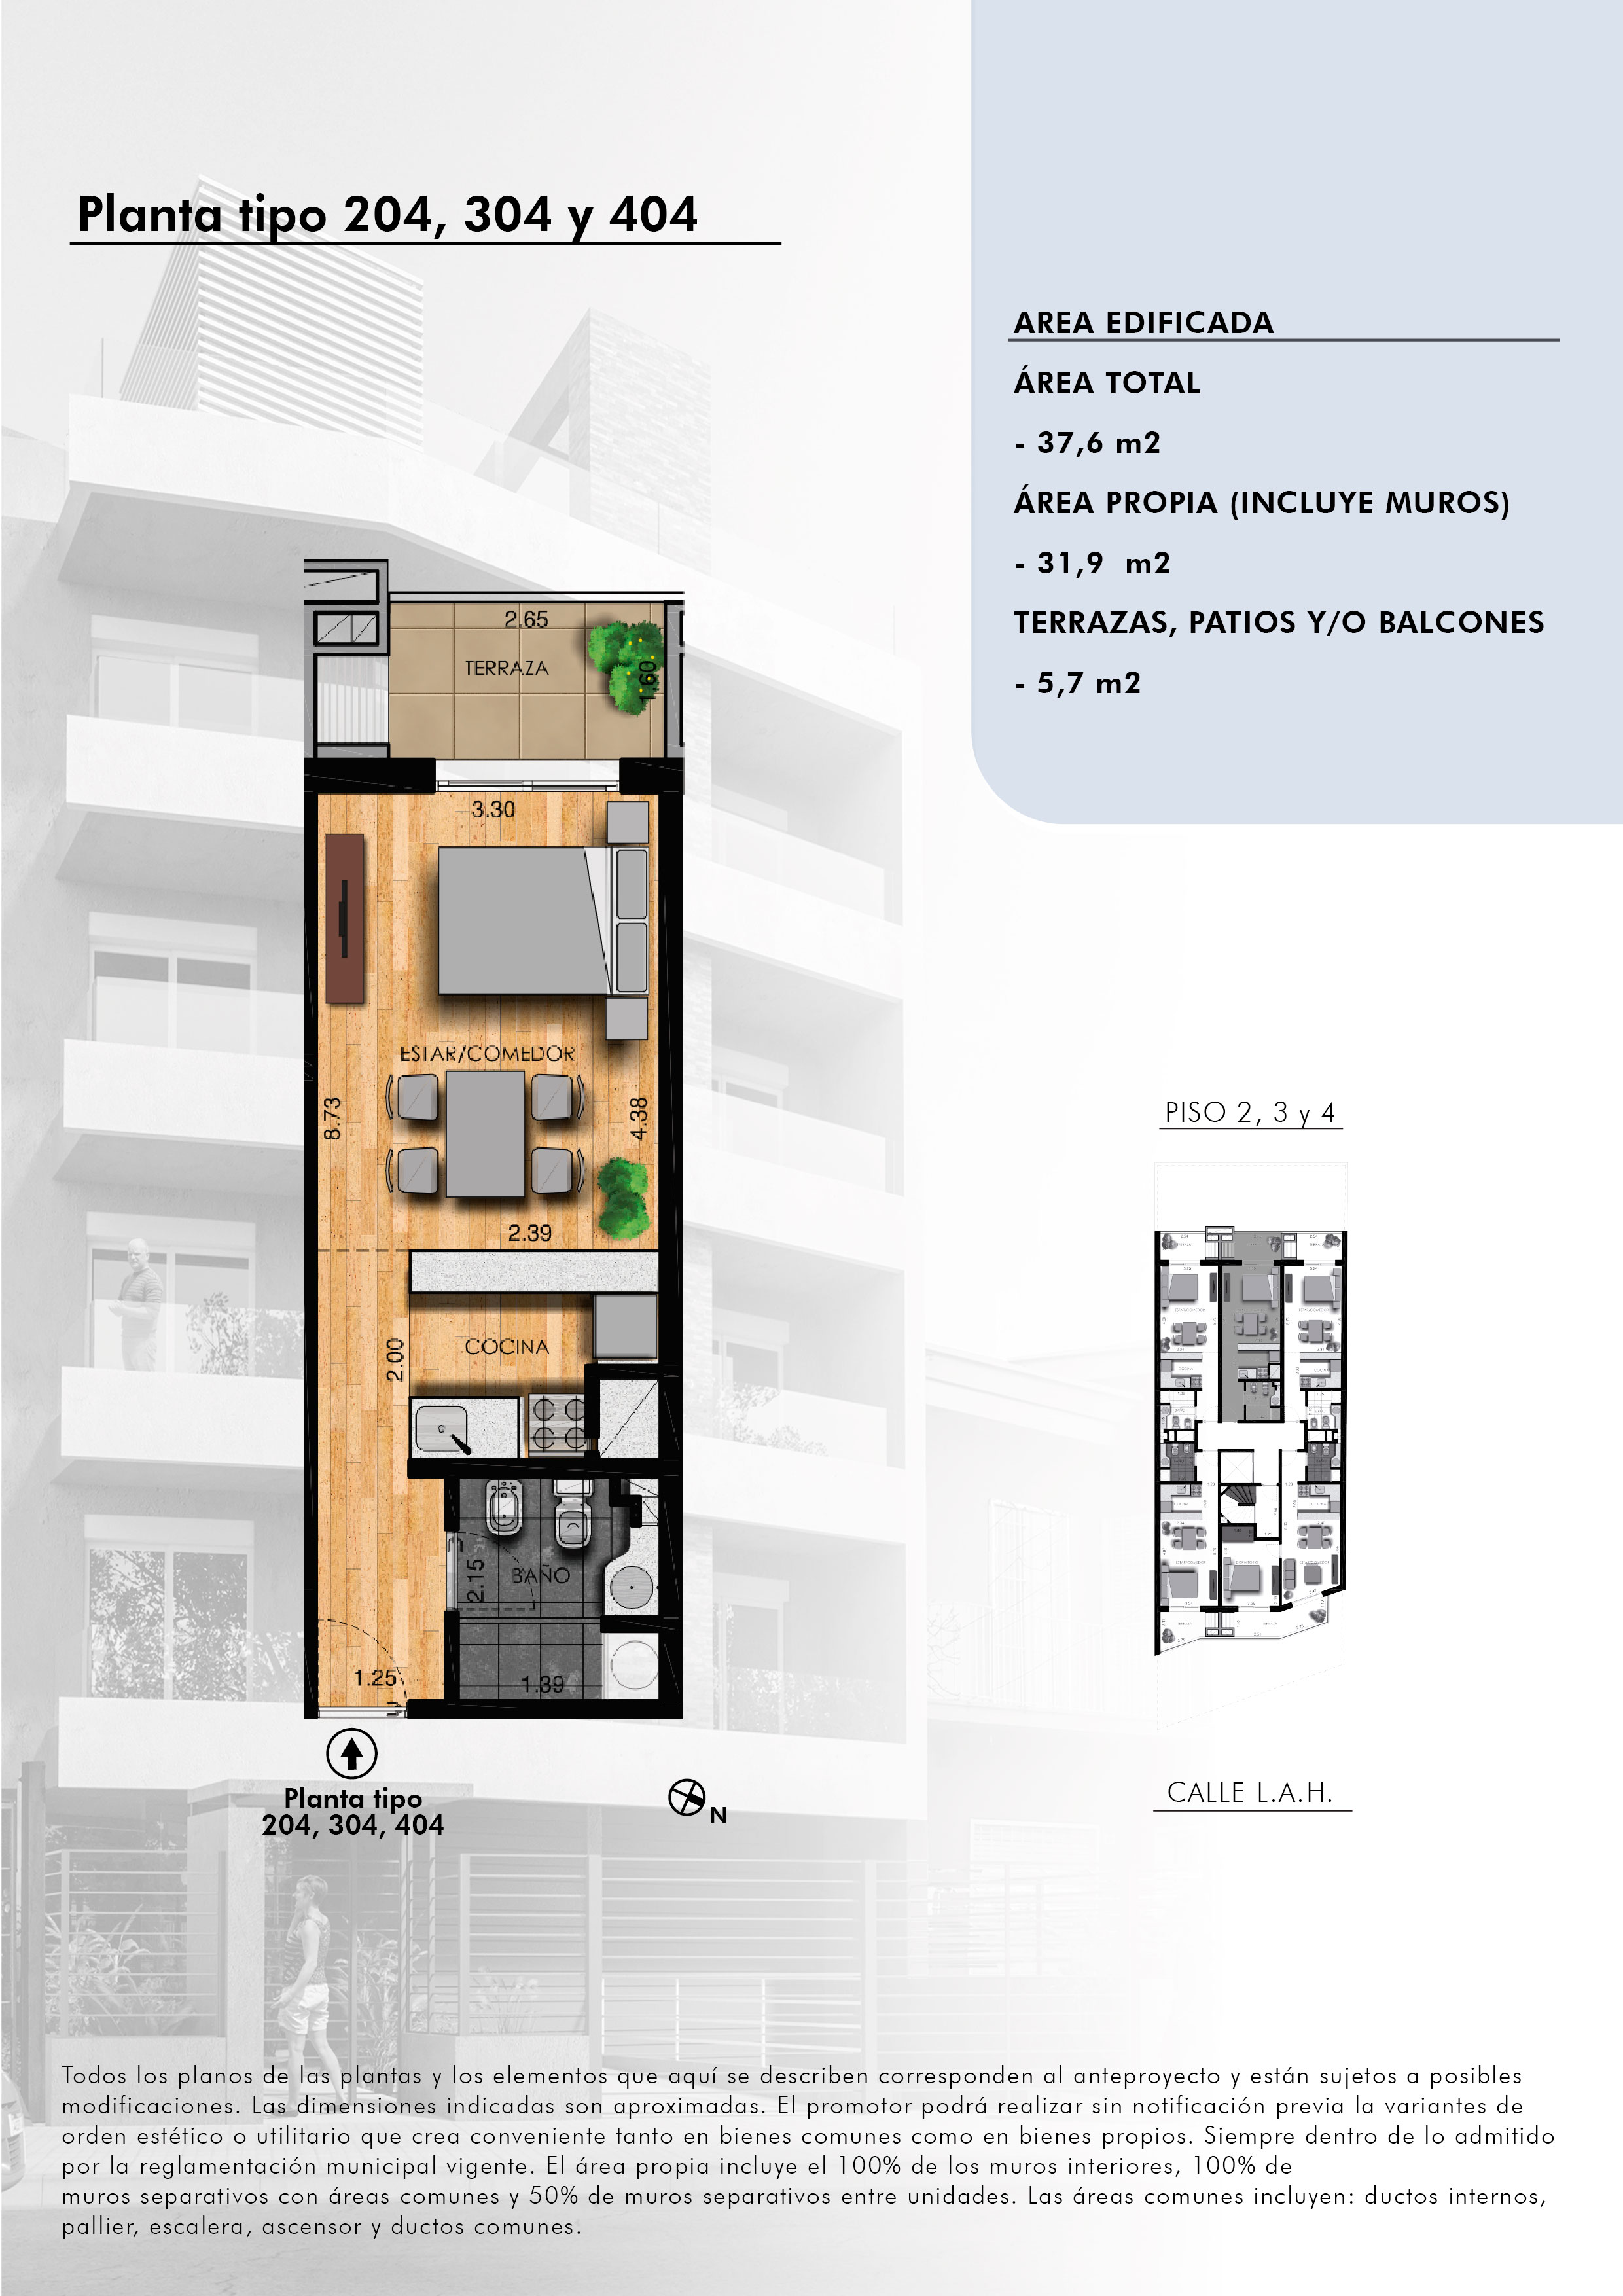 Planta tipo 204, 304 y 404
AREA EDIFICADA
ÁREA TOTAL
- 37,6 m2
ÁREA PROPIA (INCLUYE MUROS)
- 31,9 m2
TERRAZAS, PATIOS Y/O BALCONES
- 5,7 m2
2.65
TERRAZA
1.60
3.30
ESTAR/COMEDOR
8.73
4.38
2.39
COCINA
2.00
2.15
BAÑO
1.25
1.39
Planta tipo
204, 304, 404
N
PISO 2, 3 y 4
CALLE L.A.H.
Todos los planos de las plantas y los elementos que aquí se describen corresponden al anteproyecto y están sujetos a posibles
modificaciones. Las dimensiones indicadas son aproximadas. El promotor podrá realizar sin notificación previa la variantes de
orden estético o utilitario que crea conveniente tanto en bienes comunes como en bienes propios. Siempre dentro de lo admitido
por la reglamentación municipal vigente. El área propia incluye el 100% de los muros interiores, 100% de
muros separativos con áreas comunes y 50% de muros separativos entre unidades. Las áreas comunes incluyen: ductos internos,
pallier, escalera, ascensor y ductos comunes.